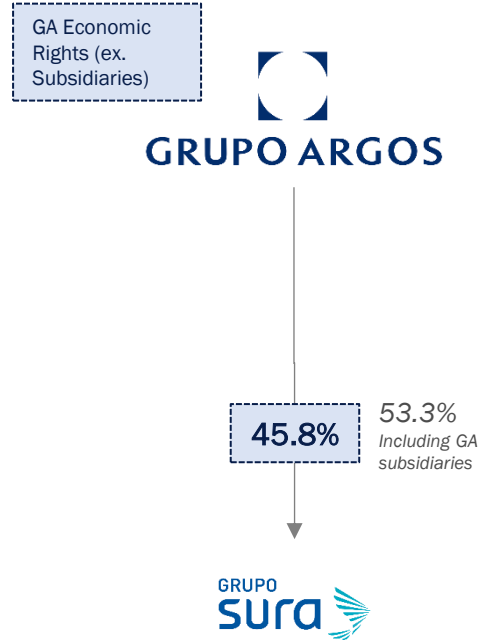 GA Economic
Rights (ex.
Subsidiaries)
GRUPO ARGOS
45.8%
53.3%
Including GA
subsidiaries
GRUPO
sura